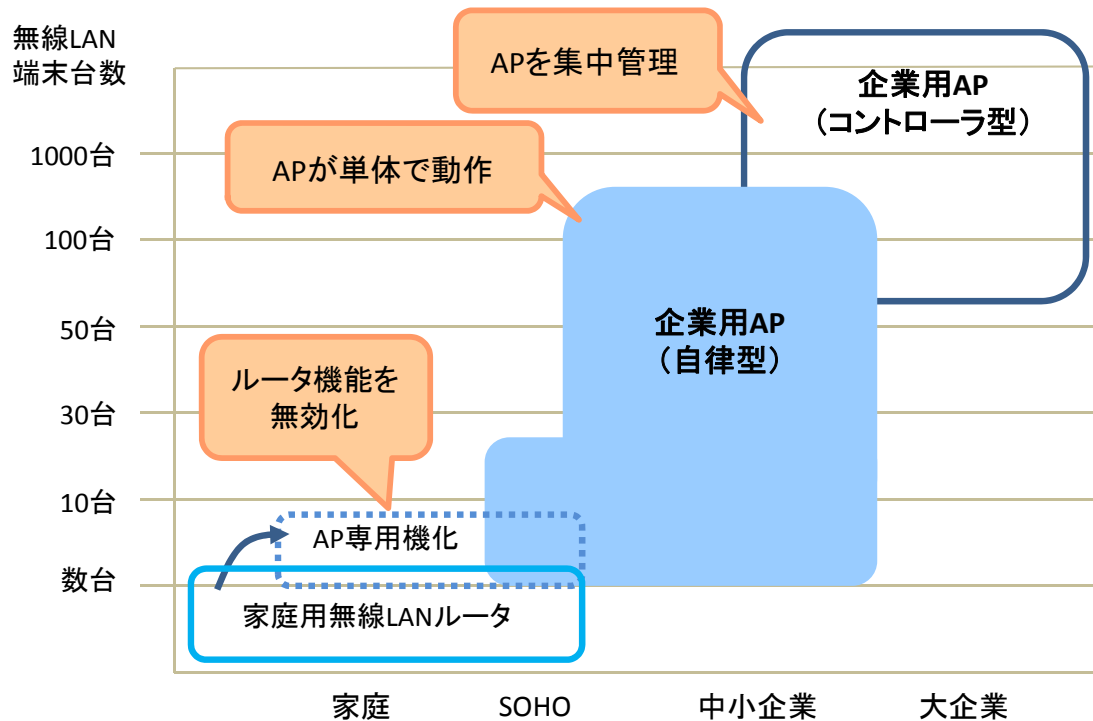 無線LAN
端末台数
APを集中管理
企業用AP
（コントローラ型）
1000台
APが単体で動作
100台
50台
企業用AP
（自律型）
ルータ機能を
無効化
30台
10台
AP専用機化
数台
家庭用無線LANルータ
家庭
SOHO
中小企業
大企業